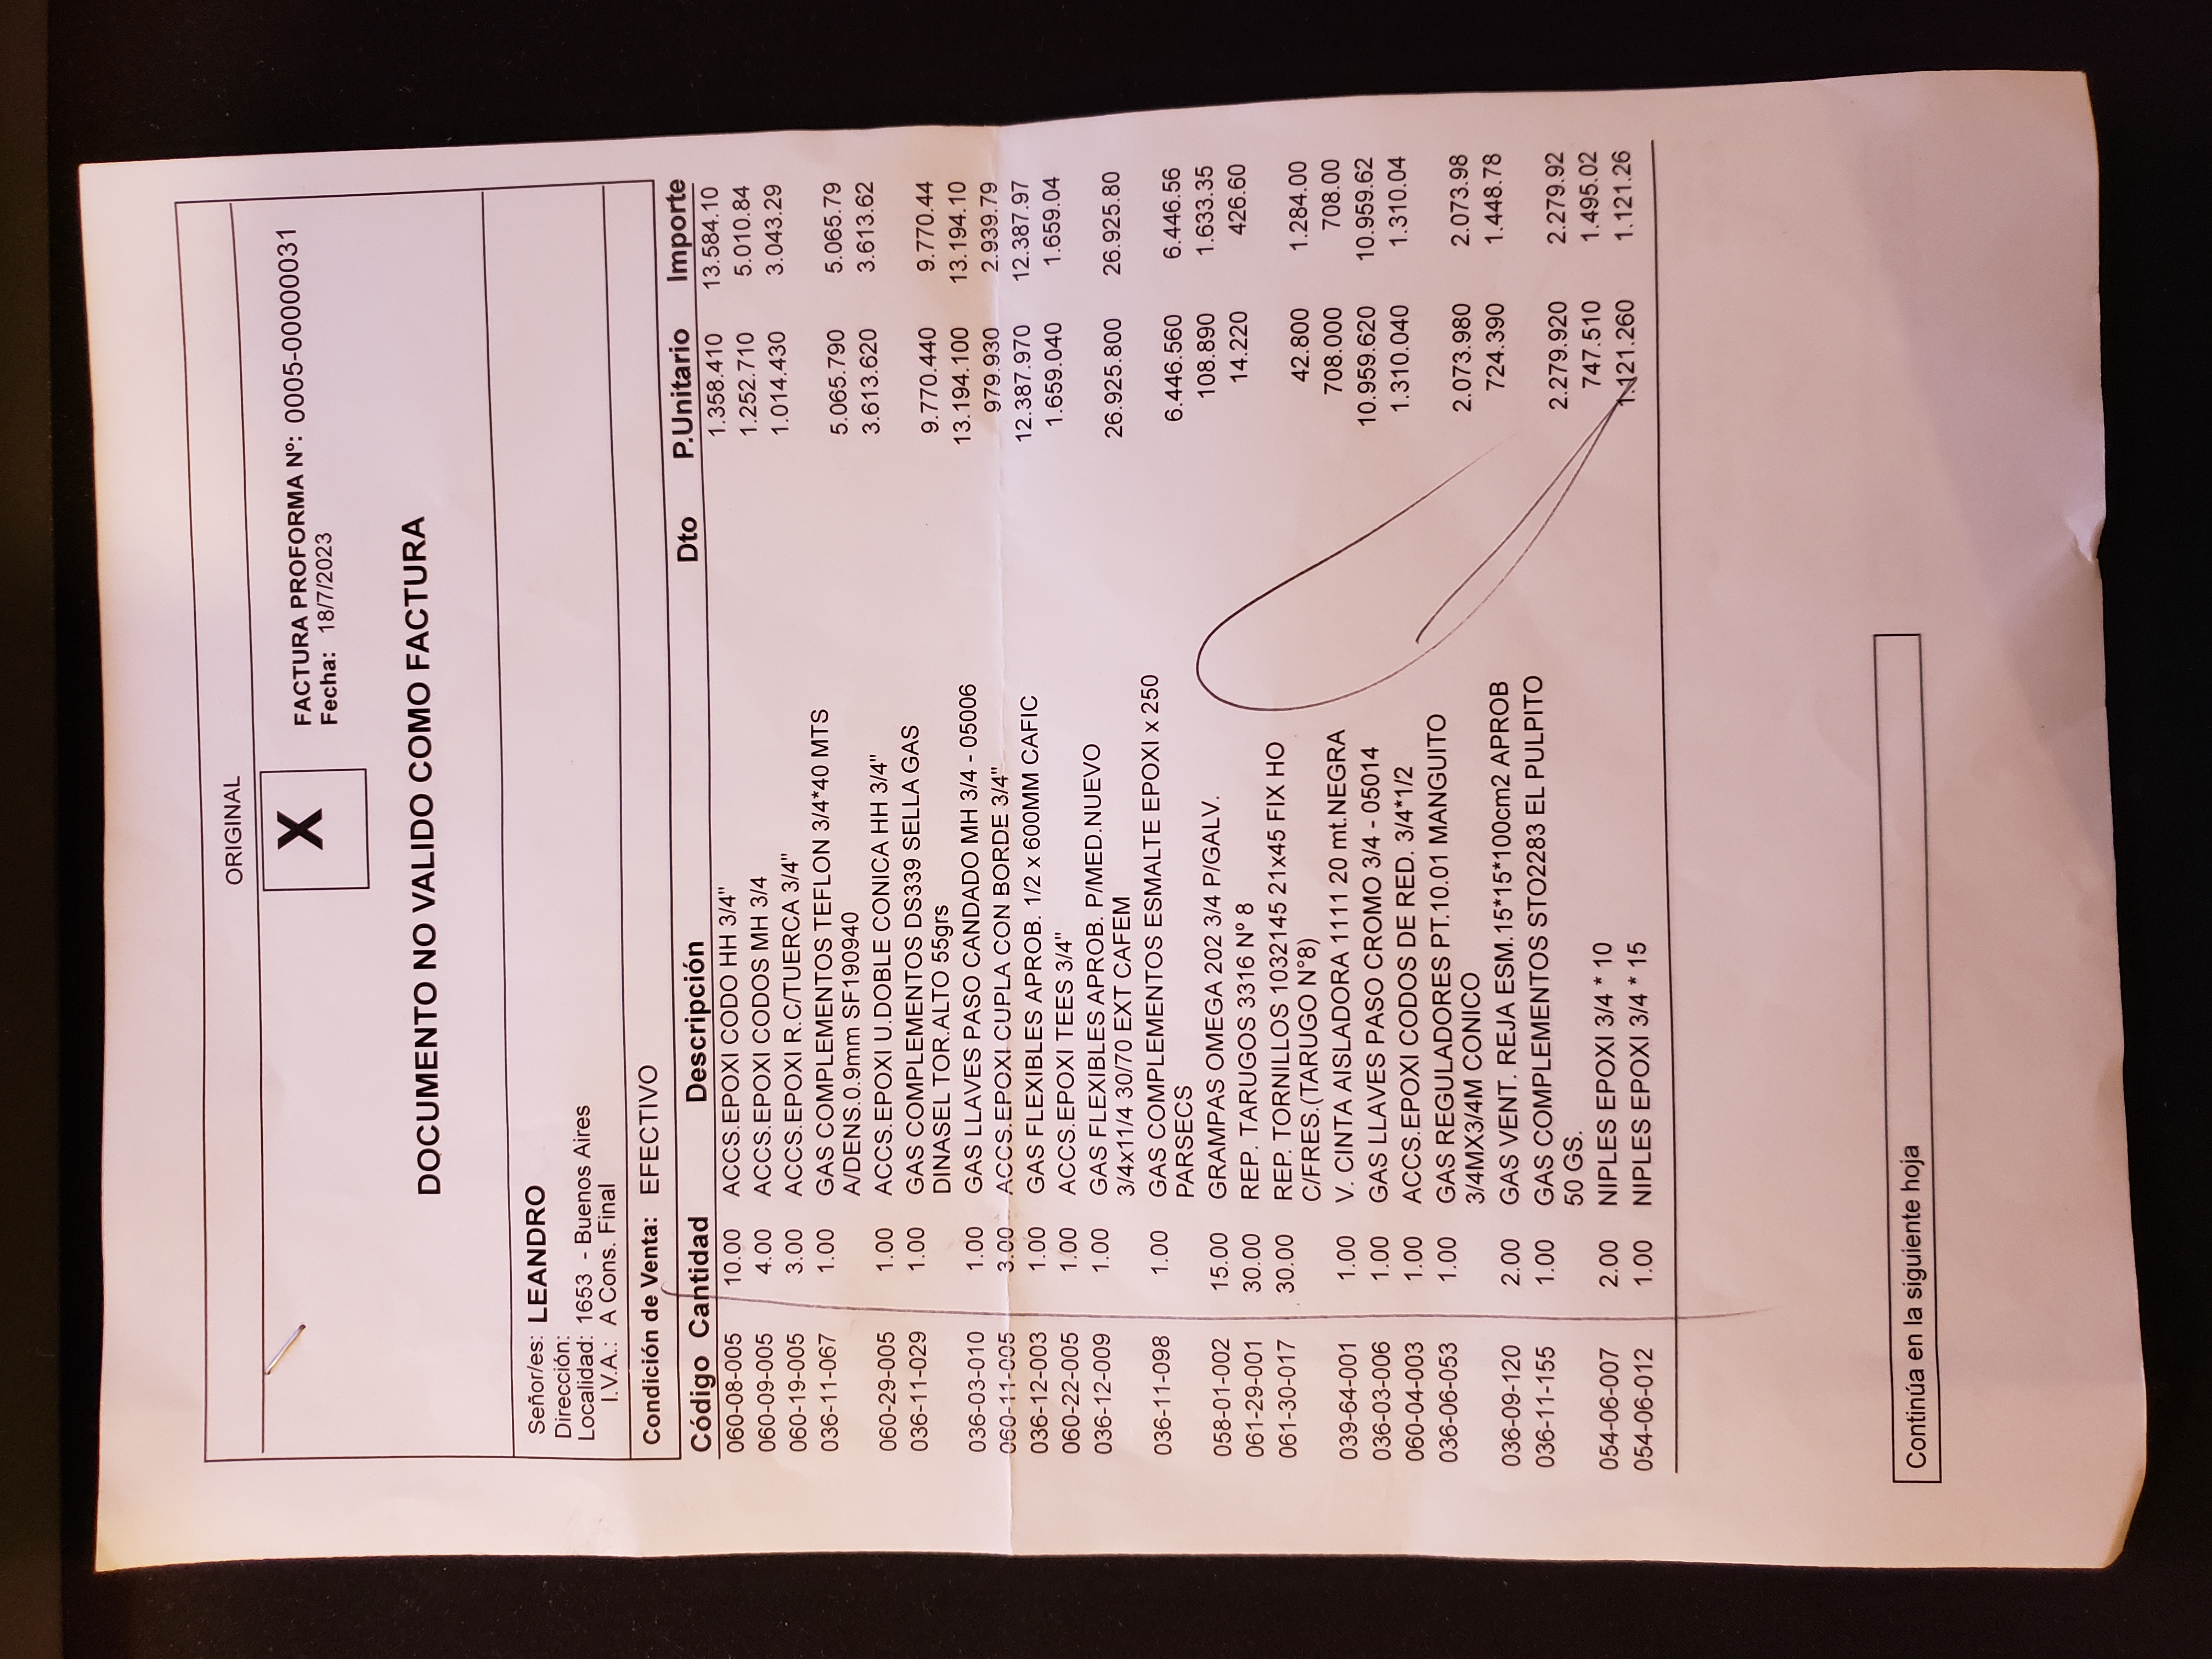 ORIGINAL
X
FACTURA PROFORMA Nº: 0005-00000031
Fecha: 18/7/2023
DOCUMENTO NO VALIDO COMO FACTURA
Señor/es: LEANDRO
Dirección:
Localidad: 1653 - Buenos Aires
I.V.A.: A Cons. Final
Condición de Venta: EFECTIVO
Código Cantidad Descripción Dto P.Unitario Importe
060-08-005 10.00 ACCS.EPOXI CODO HH 3/4" 1.358.410 13.584.10
060-09-005 4.00 ACCS.EPOXI CODOS MH 3/4 1.252.710 5.010.84
060-19-005 3.00 ACCS.EPOXI R.C/TUERCA 3/4" 1.014.430 3.043.29
036-11-067 1.00 GAS COMPLEMENTOS TEFLON 3/4*40 MTS
A/DENS.0.9mm SF190940 5.065.790 5.065.79
060-29-005 1.00 ACCS.EPOXI U.DOBLE CONICA HH 3/4" 3.613.620 3.613.62
036-11-029 1.00 GAS COMPLEMENTOS DS339 SELLA GAS
DINASEL TOR.ALTO 55grs 9.770.440 9.770.44
036-03-010 1.00 GAS LLAVES PASO CANDADO MH 3/4 - 05006 13.194.100 13.194.10
060-11-005 3.00 ACCS.EPOXI CUPLA CON BORDE 3/4" 979.930 2.939.79
036-12-003 1.00 GAS FLEXIBLES APROB. 1/2 x 600MM CAFIC 12.387.970 12.387.97
060-22-005 1.00 ACCS.EPOXI TEES 3/4" 1.659.040 1.659.04
036-12-009 1.00 GAS FLEXIBLES APROB. P/MED.NUEVO
3/4x11/4 30/70 EXT CAFEM 26.925.800 26.925.80
036-11-098 1.00 GAS COMPLEMENTOS ESMALTE EPOXI x 250
PARSECS 6.446.560 6.446.56
058-01-002 15.00 GRAMPAS OMEGA 202 3/4 P/GALV. 108.890 1.633.35
061-29-001 30.00 REP. TARUGOS 3316 Nº 8 14.220 426.60
061-30-017 30.00 REP. TORNILLOS 1032145 21x45 FIX HO
C/FRES.(TARUGO N°8) 42.800 1.284.00
039-64-001 1.00 V. CINTA AISLADORA 1111 20 mt.NEGRA 708.000 708.00
036-03-006 1.00 GAS LLAVES PASO CROMO 3/4 - 05014 10.959.620 10.959.62
060-04-003 1.00 ACCS.EPOXI CODOS DE RED. 3/4*1/2 1.310.040 1.310.04
036-06-053 1.00 GAS REGULADORES PT.10.01 MANGUITO
3/4MX3/4M CONICO 2.073.980 2.073.98
036-09-120 2.00 GAS VENT. REJA ESM.15*15*100cm2 APROB 724.390 1.448.78
036-11-155 1.00 GAS COMPLEMENTOS STO2283 EL PULPITO
50 GS. 2.279.920 2.279.92
054-06-007 2.00 NIPLES EPOXI 3/4 * 10 747.510 1.495.02
054-06-012 1.00 NIPLES EPOXI 3/4 * 15 1.121.260 1.121.26
Continúa en la siguiente hoja